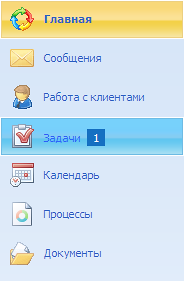 Главная
Сообщения
Работа с клиентами
Задачи 1
Календарь
Процессы
Документы